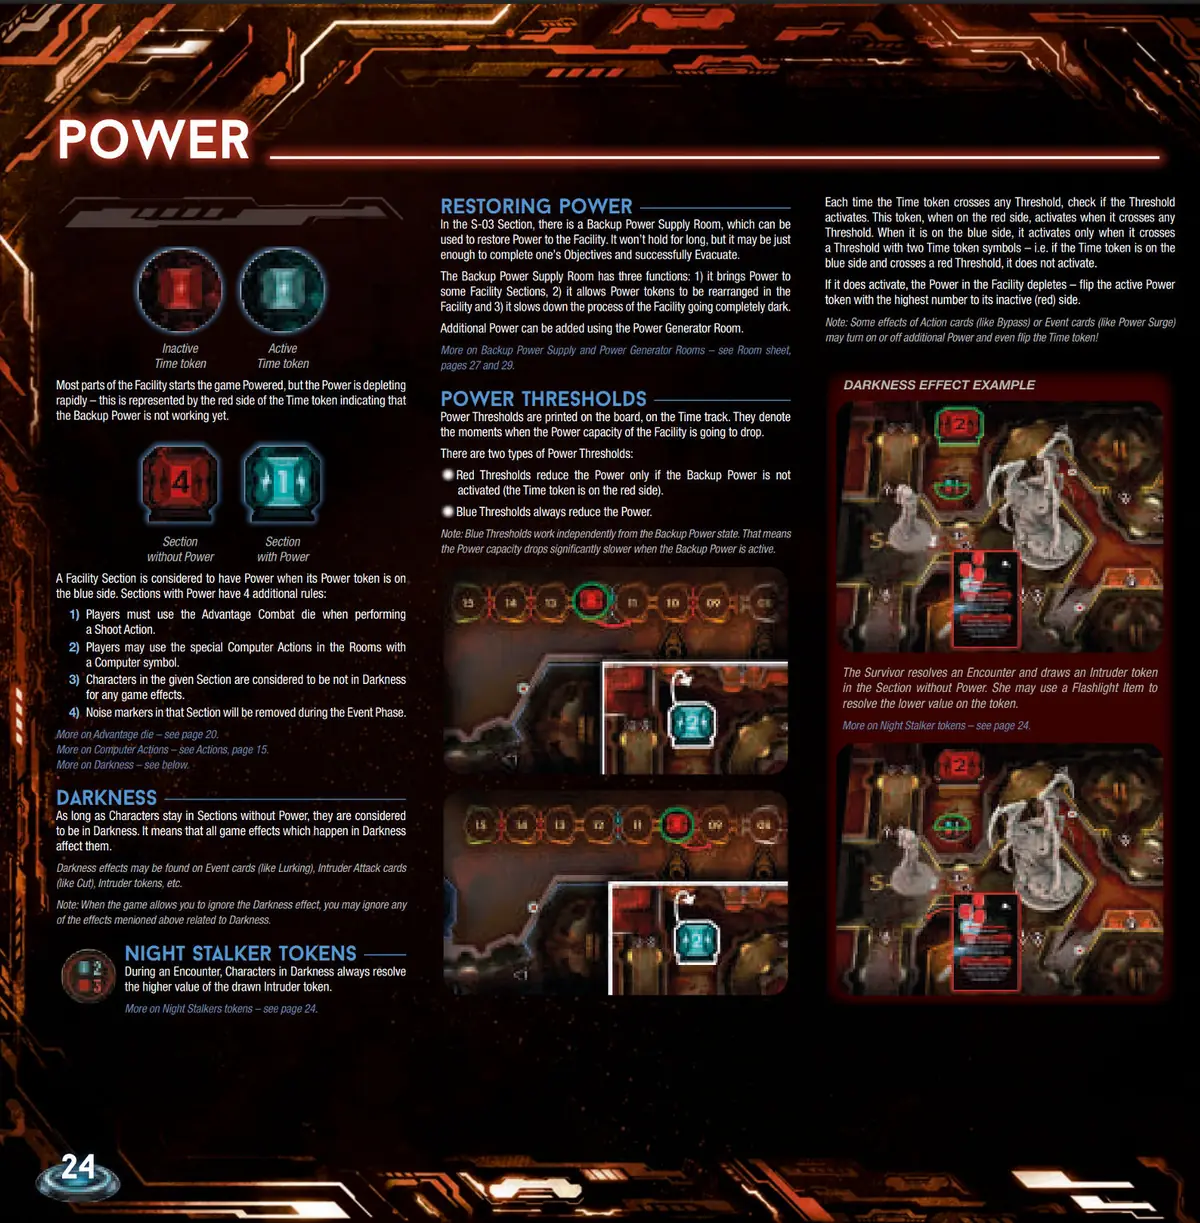 POWER
Inactive
Time token
Active
Time token
Most parts of the Facility starts the game Powered, but the Power is depleting
rapidly – this is represented by the red side of the Time token indicating that
the Backup Power is not working yet.
4
1
Section
without Power
Section
with Power
A Facility Section is considered to have Power when its Power token is on
the blue side. Sections with Power have 4 additional rules:
1) Players must use the Advantage Combat die when performing
a Shoot Action.
2) Players may use the special Computer Actions in the Rooms with
a Computer symbol.
3) Characters in the given Section are considered to be not in Darkness
for any game effects.
4) Noise markers in that Section will be removed during the Event Phase.
More on Advantage die – see page 20.
More on Computer Actions – see Actions, page 15.
More on Darkness – see below.
DARKNESS
As long as Characters stay in Sections without Power, they are considered
to be in Darkness. It means that all game effects which happen in Darkness
affect them.
Darkness effects may be found on Event cards (like Lurking), Intruder Attack cards
(like Cut), Intruder tokens, etc.
Note: When the game allows you to ignore the Darkness effect, you may ignore any
of the effects menioned above related to Darkness.
NIGHT STALKER TOKENS
2
3
During an Encounter, Characters in Darkness always resolve
the higher value of the drawn Intruder token.
More on Night Stalkers tokens – see page 24.
24
RESTORING POWER
In the S-03 Section, there is a Backup Power Supply Room, which can be
used to restore Power to the Facility. It won't hold for long, but it may be just
enough to complete one's Objectives and successfully Evacuate.
The Backup Power Supply Room has three functions: 1) it brings Power to
some Facility Sections, 2) it allows Power tokens to be rearranged in the
Facility and 3) it slows down the process of the Facility going completely dark.
Additional Power can be added using the Power Generator Room.
More on Backup Power Supply and Power Generator Rooms – see Room sheet,
pages 27 and 29.
POWER THRESHOLDS
Power Thresholds are printed on the board, on the Time track. They denote
the moments when the Power capacity of the Facility is going to drop.
There are two types of Power Thresholds:
Red Thresholds reduce the Power only if the Backup Power is not
activated (the Time token is on the red side).
Blue Thresholds always reduce the Power.
Note: Blue Thresholds work independently from the Backup Power state. That means
the Power capacity drops significantly slower when the Backup Power is active.
15 14 13 11 10 09 08
2
15 14 13 12 11 09 08
2
Each time the Time token crosses any Threshold, check if the Threshold
activates. This token, when on the red side, activates when it crosses any
Threshold. When it is on the blue side, it activates only when it crosses
a Threshold with two Time token symbols – i.e. if the Time token is on the
blue side and crosses a red Threshold, it does not activate.
If it does activate, the Power in the Facility depletes – flip the active Power
token with the highest number to its inactive (red) side.
Note: Some effects of Action cards (like Bypass) or Event cards (like Power Surge)
may turn on or off additional Power and even flip the Time token!
DARKNESS EFFECT EXAMPLE
2
The Survivor resolves an Encounter and draws an Intruder token
in the Section without Power. She may use a Flashlight Item to
resolve the lower value on the token.
More on Night Stalker tokens – see page 24.
2